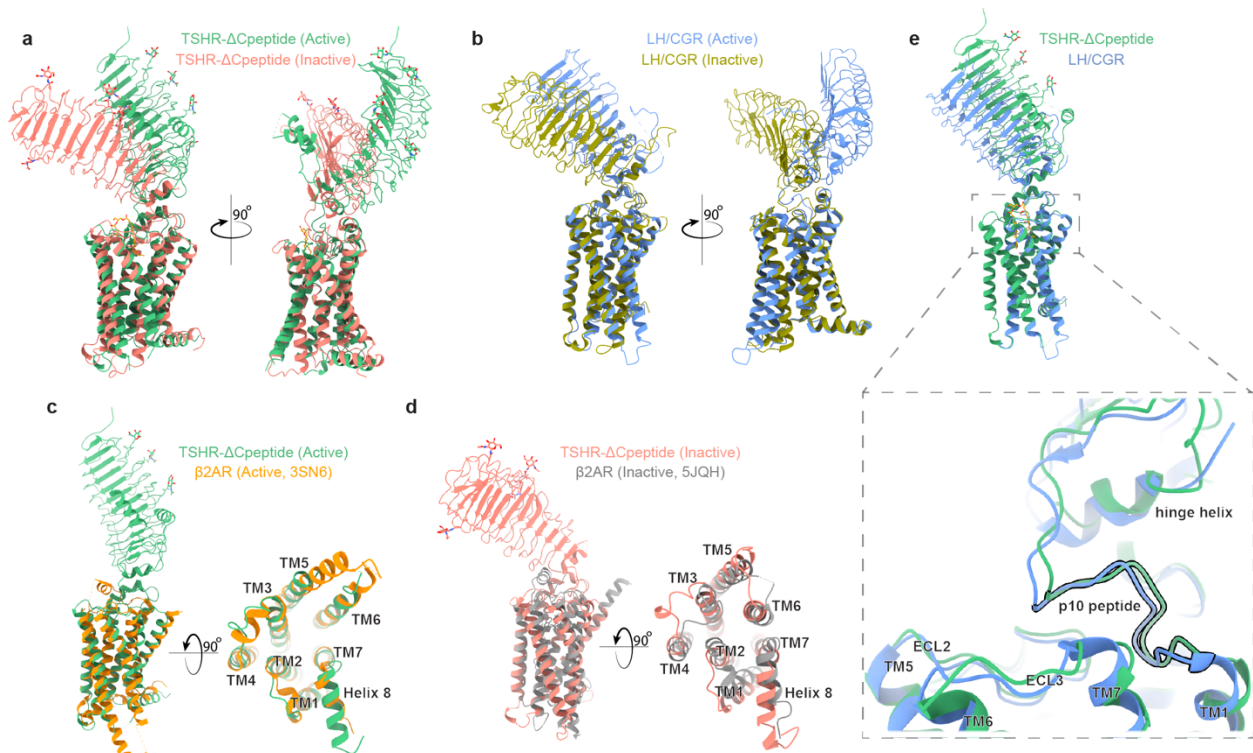 a
TSHR-ΔCpeptide (Active)
TSHR-ΔCpeptide (Inactive)
90°
b
LH/CGR (Active)
LH/CGR (Inactive)
90°
e
TSHR-ΔCpeptide
LH/CGR
c
TSHR-ΔCpeptide (Active)
β2AR (Active, 3SN6)
90°
TM5
TM3
TM6
TM2
TM7
TM4
TM1
Helix 8
d
TSHR-ΔCpeptide (Inactive)
β2AR (Inactive, 5JQH)
90°
TM5
TM3
TM6
TM2
TM7
TM4
TM1
Helix 8
hinge helix
p10 peptide
ECL2
TM5
ECL3
TM7
TM1
TM6